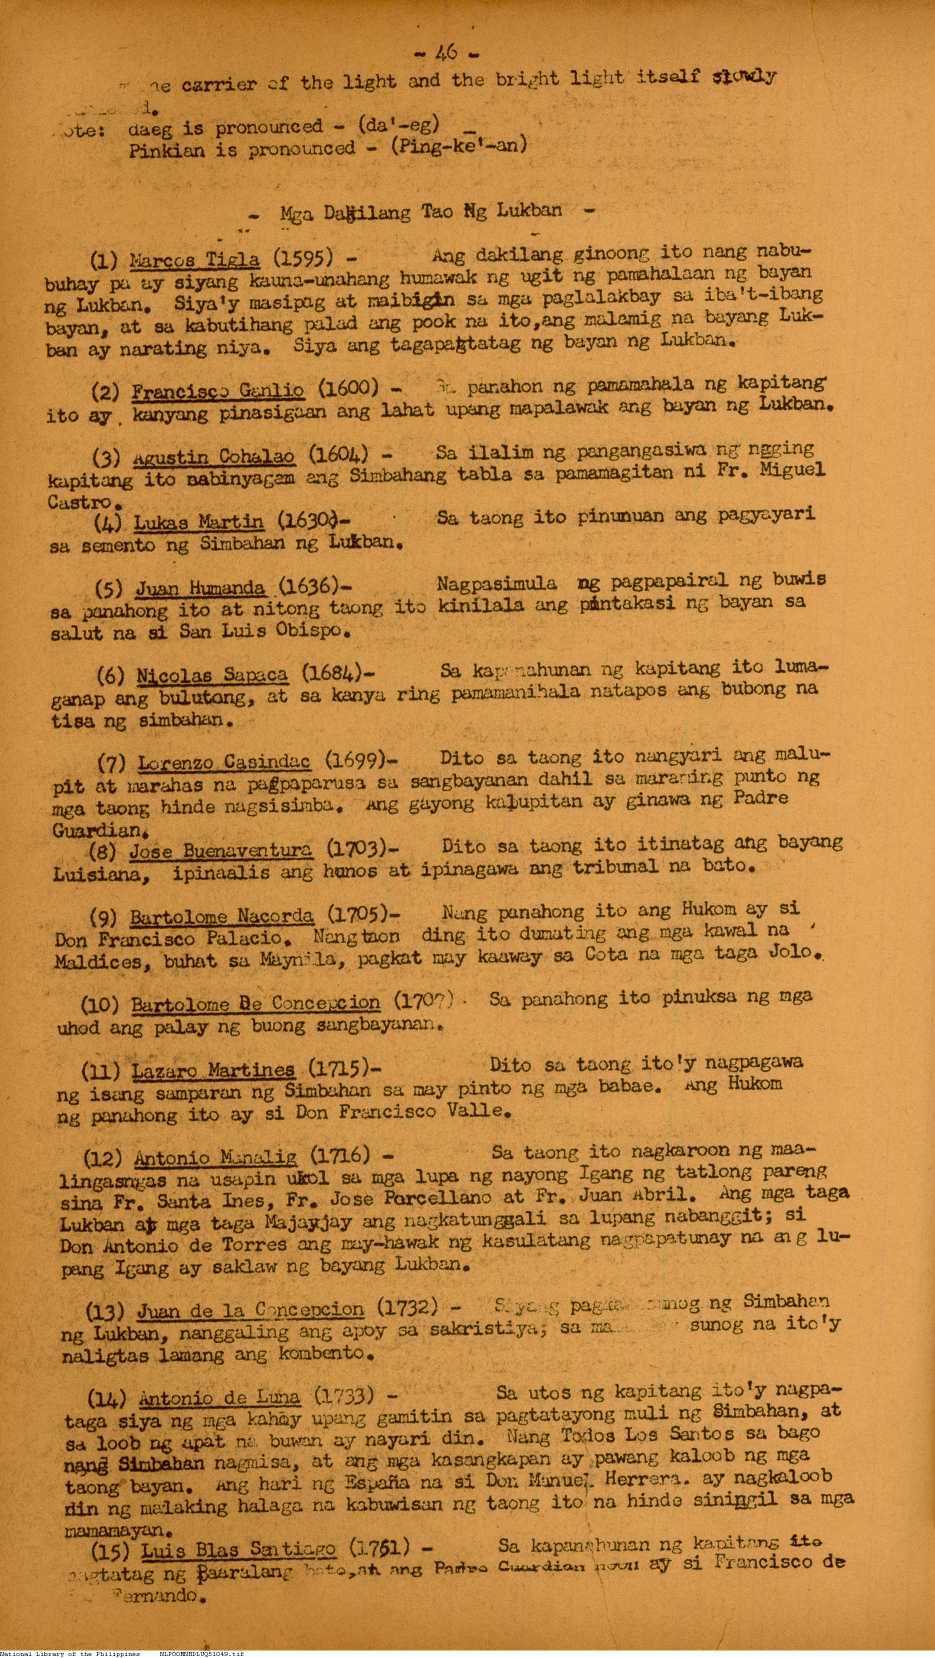 - 46 -
carrier of the light and the bright light itself slowly
daeg is pronounced - (da'-eg)
Pinkian is pronounced - (Ping-ke'-an)
- Mga Dakilang Tao Ng Lukban -
(1) Marcos Tigla (1595) - Ang dakilang ginoong ito nang nabu-
buhay pa ay siyang kauna-unahang humawak ng ugit ng pamahalaan ng bayan
ng Lukban. Siya'y masipag at maibigin sa mga paglalakbay sa iba't-ibang
bayan, at sa kabutihang palad ang pook na ito,ang malamig na bayang Luk-
ban ay narating niya. Siya ang tagapagtatag ng bayan ng Lukban.
(2) Francisco Ganlio (1600) - Sa panahon ng pamamahala ng kapitang
ito ay kanyang pinasigaan ang lahat upang mapalawak ang bayan ng Lukban.
(3) Agustin Cohalao (1604) - Sa ilalim ng pangangasiwa ng ngging
kapitang ito nabinyagam ang Simbahang tabla sa pamamagitan ni Fr. Miguel
Castro.
(4) Lukas Martin (1630)- Sa taong ito pinunuan ang pagyayari
sa semento ng Simbahan ng Lukban.
(5) Juan Humanda (1636)- Nagpasimula ng pagpapairal ng buwis
sa panahong ito at nitong taong ito kinilala ang pintakasi ng bayan sa
salut na si San Luis Obispo.
(6) Nicolas Sapaca (1684)- Sa kapanahunan ng kapitang ito luma-
ganap ang bulutong, at sa kanya ring pamamanihala natapos ang bubong na
tisa ng simbahan.
(7) Lorenzo Casindac (1699)- Dito sa taong ito nangyari ang malu-
pit at marahas na pagpaparusa sa sangbayanan dahil sa maraming punto ng
mga taong hinde nagsisimba. Ang gayong kalupitan ay ginawa ng Padre
Guardian.
(8) Jose Buenaventura (1703)- Dito sa taong ito itinatag ang bayang
Luisiana, ipinaalis ang hunos at ipinagawa ang tribunal na bato.
(9) Bartolome Nacorda (1705)- Nang panahong ito ang Hukom ay si
Don Francisco Palacio. Nangtaon ding ito dumating ang mga kawal na
Maldices, buhat sa Maynila, pagkat may kaaway sa Cota na mga taga Jolo.
(10) Bartolome De Concepcion (1707) - Sa panahong ito pinuksa ng mga
uhod ang palay ng buong sangbayanan.
(11) Lazaro Martines (1715)- Dito sa taong ito'y nagpagawa
ng isang samparan ng Simbahan sa may pinto ng mga babae. Ang Hukom
ng panahong ito ay si Don Francisco Valle.
(12) Antonio Manalig (1716) - Sa taong ito nagkaroon ng maa-
lingasngas na usapin ukol sa mga lupa ng nayong Igang ng tatlong pareng
sina Fr. Santa Ines, Fr. Jose Porcellano at Fr. Juan Abril. Ang mga taga
Lukban at mga taga Majayjay ang nagkatunggali sa lupang nabanggit; si
Don Antonio de Torres ang may-hawak ng kasulatang nagpapatunay na ang lu-
pang Igang ay saklaw ng bayang Lukban.
(13) Juan de la Concepcion (1732) - Siyang ng Simbahan
ng Lukban, nanggaling ang apoy sa sakristiya; sa sunog na ito'y
naligtas lamang ang kombento.
(14) Antonio de Luna (1733) - Sa utos ng kapitang ito'y nagpa-
taga siya ng mga kahoy upang gamitin sa pagtatayong muli ng Simbahan, at
sa loob ng apat na buwan ay nayari din. Nang Todos Los Santos sa bago
nang Simbahan nagmisa, at ang mga kasangkapan ay pawang kaloob ng mga
taong bayan. Ang hari ng España na si Don Manuel Herrera. ay nagkaloob
din ng malaking halaga na kabuwisan ng taong ito na hinde siningil sa mga
mamamayan.
(15) Luis Blas Santiago (1751) - Sa kapanahunan ng kapitang ito
nagtatag ng Paaralang bato,at ang Padre Guardian noon ay si Francisco de
Fernando.
National Library of the Philippines NLPOOMNHDLUQ51049.tif